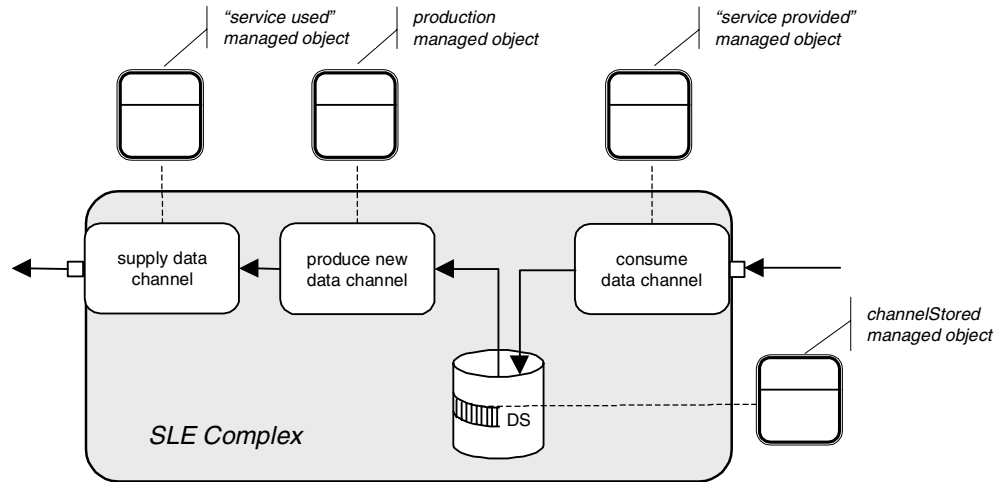 “service used”
managed object
production
managed object
“service provided”
managed object
supply data
channel
produce new
data channel
consume
data channel
channelStored
managed object
DS
SLE Complex